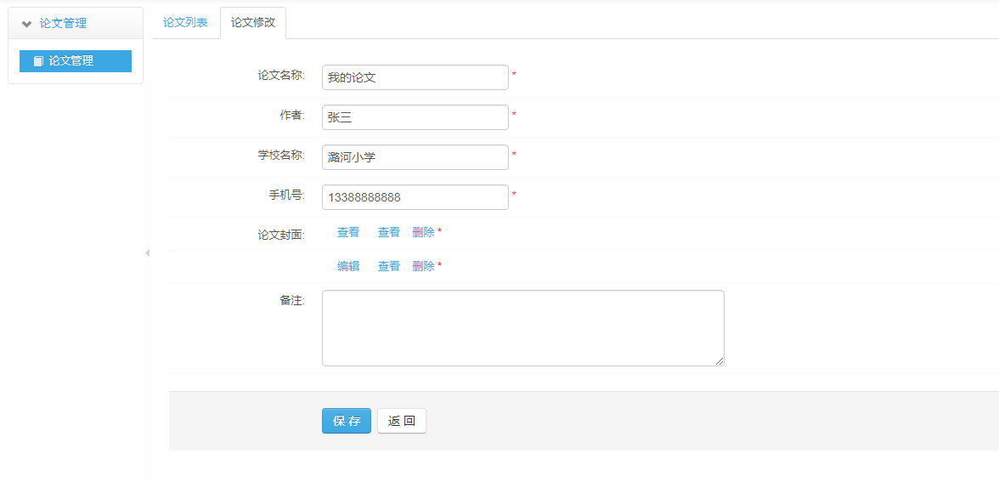 论文管理
论文管理
论文列表 论文修改
论文名称: 我的论文 *
作者: 张三 *
学校名称: 潞河小学 *
手机号: 13388888888 *
论文封面: 查看 查看 删除 *
编辑 查看 删除 *
备注:
保 存 返 回